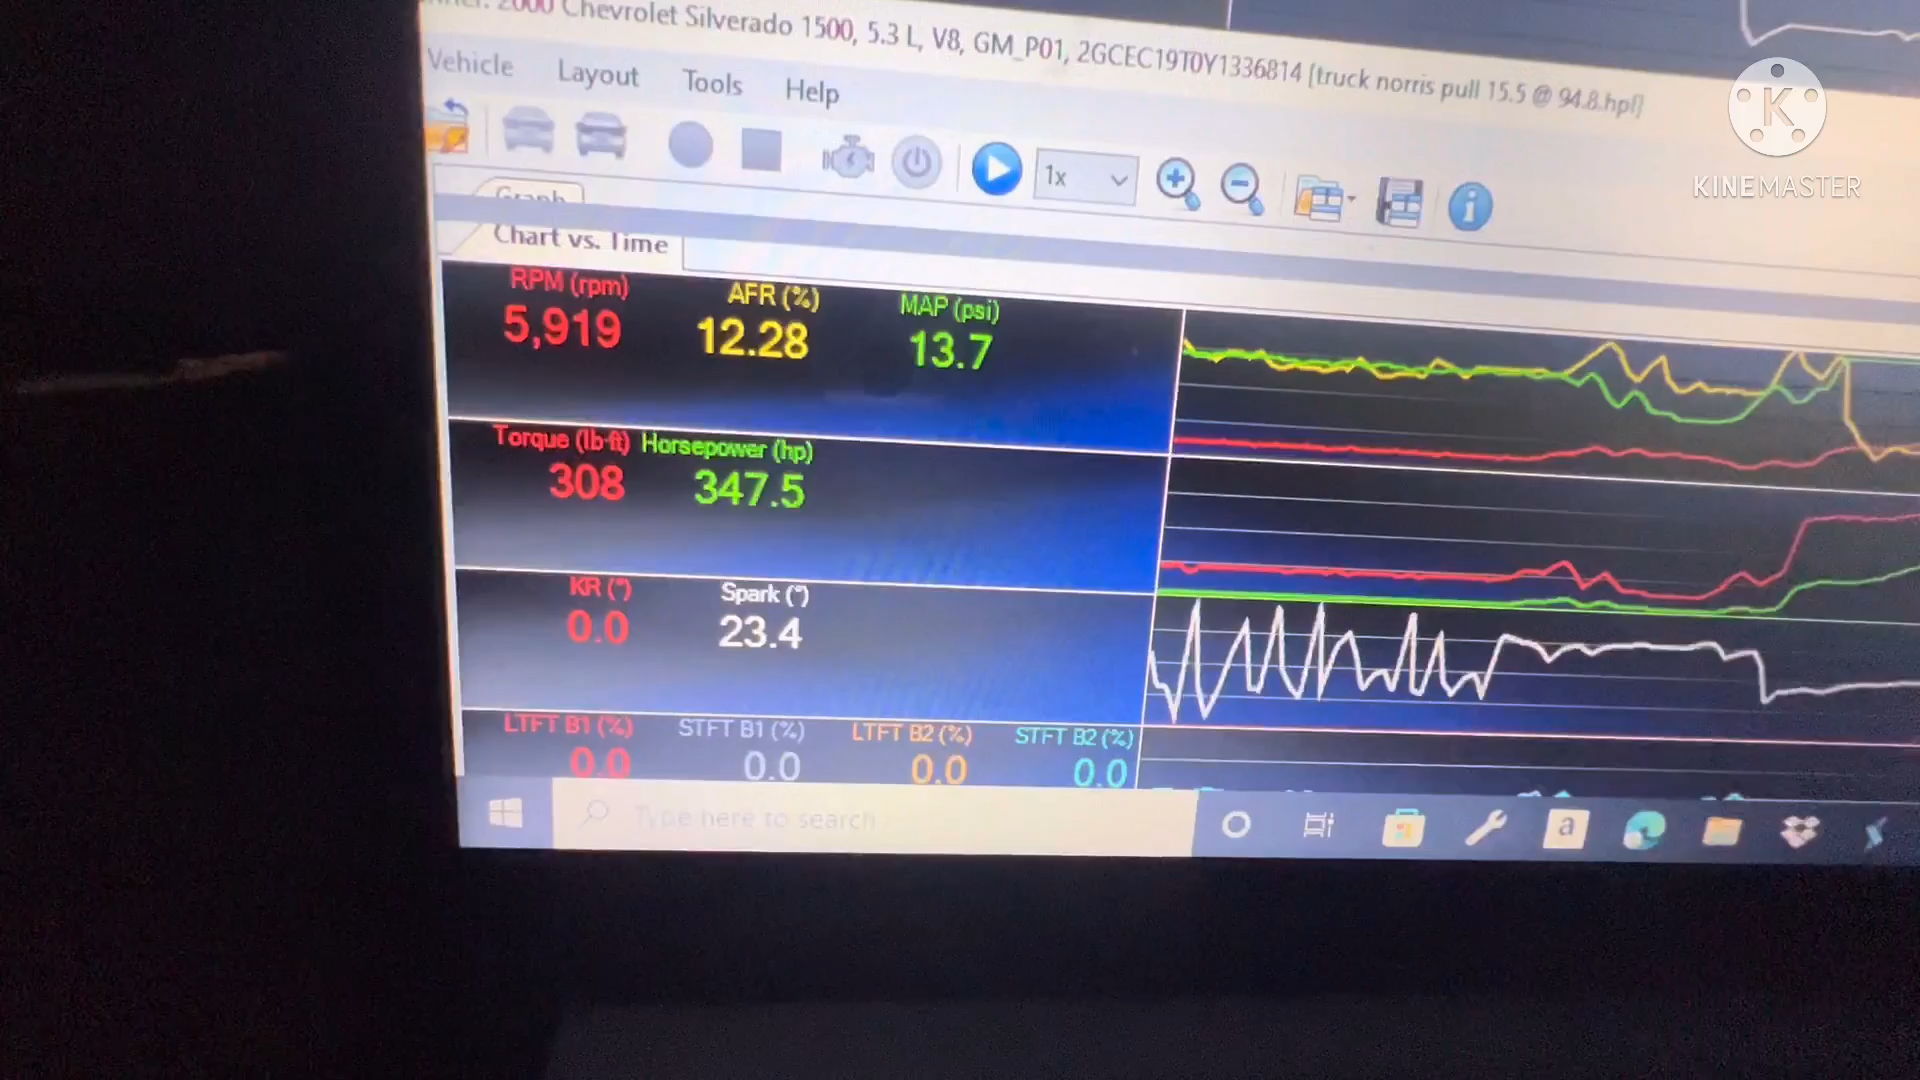 2000 Chevrolet Silverado 1500, 5.3 L, V8, GM_P01, 2GCEC19T0Y1336814 [truck norris pull 15.5 @ 94.8.hpl]
Vehicle Layout Tools Help
K
KINEMASTER
1x
Graph
Chart vs. Time
RPM (rpm) AFR (%) MAP (psi)
5,919 12.28 13.7
Torque (lb·ft) Horsepower (hp)
308 347.5
KR (°) Spark (°)
0.0 23.4
LTFT B1 (%) STFT B1 (%) LTFT B2 (%) STFT B2 (%)
0.0 0.0 0.0 0.0
Type here to search
a